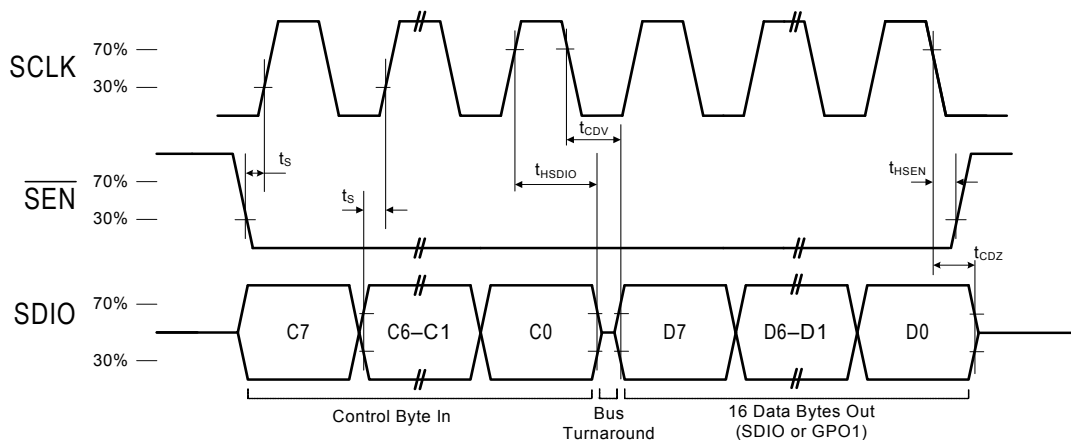 SCLK
70%
30%
tCDV
tS
tHSDIO
tHSEN
SEN
70%
30%
tS
tCDZ
SDIO
70%
30%
C7
C6–C1
C0
D7
D6–D1
D0
Control Byte In
Bus
Turnaround
16 Data Bytes Out
(SDIO or GPO1)